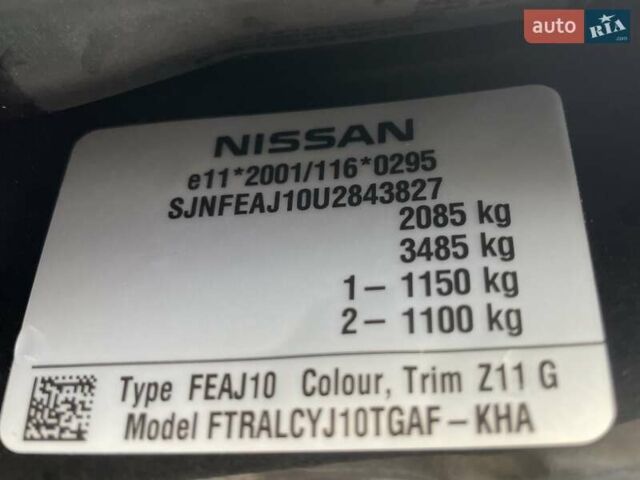 auto RIA
.com
NISSAN
e11*2001/116*0295
SJNFEAJ10U2843827
2085 kg
3485 kg
1- 1150 kg
2- 1100 kg
Type FEAJ10 Colour, Trim Z11 G
Model FTRALCYJ10TGAF-KHA